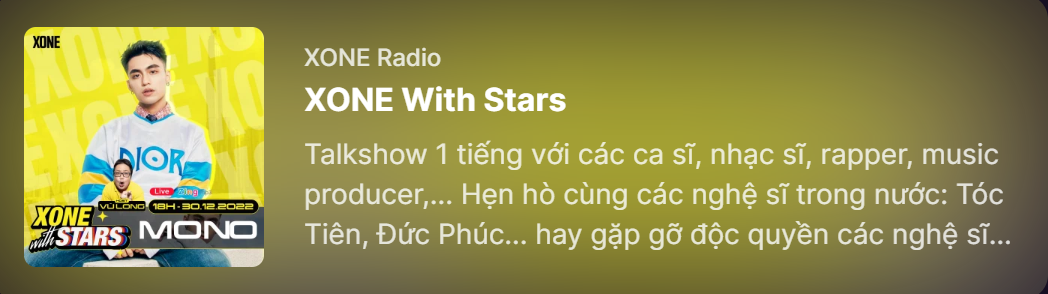 XONE
XONE Radio
XONE With Stars
Talkshow 1 tiếng với các ca sĩ, nhạc sĩ, rapper, music
producer,... Hẹn hò cùng các nghệ sĩ trong nước: Tóc
Tiên, Đức Phúc... hay gặp gỡ độc quyền các nghệ sĩ...
DIOR
Live
VŨ LONG
18H - 30.12.2022
XONE
with STARS
MONO